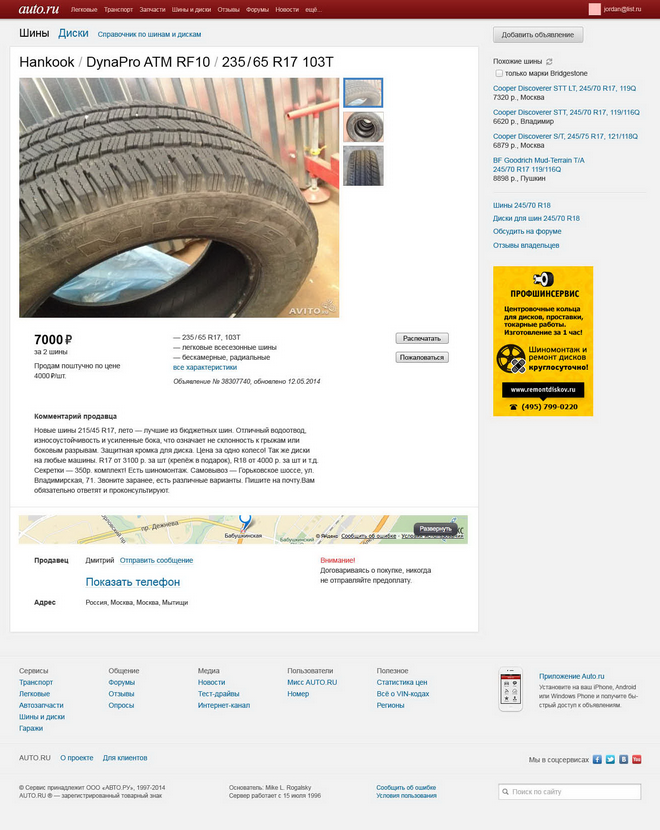 auto.ru Легковые Транспорт Запчасти Шины и диски Отзывы Форумы Новости ещё... jordan@list.ru
Шины Диски Справочник по шинам и дискам
Добавить объявление
Hankook / DynaPro ATM RF10 / 235/65 R17 103T
AVITO.ru
7000 ₽
за 2 шины
Продам поштучно по цене
4000 ₽/шт.
— 235/65 R17, 103T
— легковые всесезонные шины
— бескамерные, радиальные
все характеристики
Объявление № 38307740, обновлено 12.05.2014
Распечатать
Пожаловаться
Комментарий продавца
Новые шины 215/45 R17, лето — лучшие из бюджетных шин. Отличный водоотвод,
износоустойчивость и усиленные бока, что означает не склонность к грыжам или
боковым разрывам. Защитная кромка для диска. Цена за одно колесо! Так же диски
на любые машины. R17 от 3100 р. за шт (крепёж в подарок), R18 от 4000 р. за шт и т.д.
Секретки — 350р. комплект! Есть шиномонтаж. Самовывоз — Горьковское шоссе, ул.
Владимирская, 71. Звоните заранее, есть различные варианты. Пишите на почту.Вам
обязательно ответят и проконсультируют.
пр. Дежнева
Бабушкинская
Бабушкинский
Развернуть
Сообщить об ошибке
Продавец Дмитрий Отправить сообщение
Показать телефон
Адрес Россия, Москва, Москва, Мытищи
Внимание!
Договариваясь о покупке, никогда
не отправляйте предоплату.
Похожие шины
только марки Bridgestone
Cooper Discoverer STT LT, 245/70 R17, 119Q
7320 р., Москва
Cooper Discoverer STT, 245/70 R17, 119/116Q
6620 р., Владимир
Cooper Discoverer S/T, 245/75 R17, 121/118Q
6879 р., Москва
BF Goodrich Mud-Terrain T/A
245/70 R17 119/116Q
8898 р., Пушкин
Шины 245/70 R18
Диски для шин 245/70 R18
Обсудить на форуме
Отзывы владельцев
ПРОФШИНСЕРВИС
Центровочные кольца
для дисков, проставки,
токарные работы.
Изготовление за 1 час!
Шиномонтаж и
ремонт дисков
круглосуточно!
www.remontdiskov.ru
(495) 799-0220
Сервисы
Транспорт
Легковые
Автозапчасти
Шины и диски
Гаражи
Общение
Форумы
Отзывы
Опросы
Медиа
Новости
Тест-драйвы
Интернет-канал
Пользователи
Мисс AUTO.RU
Номер
Полезное
Статистика цен
Всё о VIN-кодах
Регионы
Приложение Auto.ru
Установите на ваш iPhone, Android
или Windows Phone и получите бы-
стрый доступ к объявлениям.
AUTO.RU О проекте Для клиентов
Мы в соцсервисах
© Сервис принадлежит ООО «АВТО.РУ», 1997-2014
AUTO.RU ® — зарегистрированный товарный знак
Основатель: Mike L. Rogalsky
Сервер работает с 15 июля 1996
Сообщить об ошибке
Условия пользования
Поиск по сайту